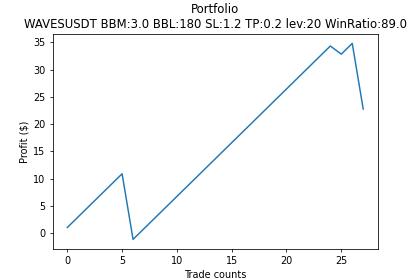 Portfolio
WAVESUSDT BBM:3.0 BBL:180 SL:1.2 TP:0.2 lev:20 WinRatio:89.0
35
30
25
20
15
10
5
0
Profit ($)
0 5 10 15 20 25
Trade counts